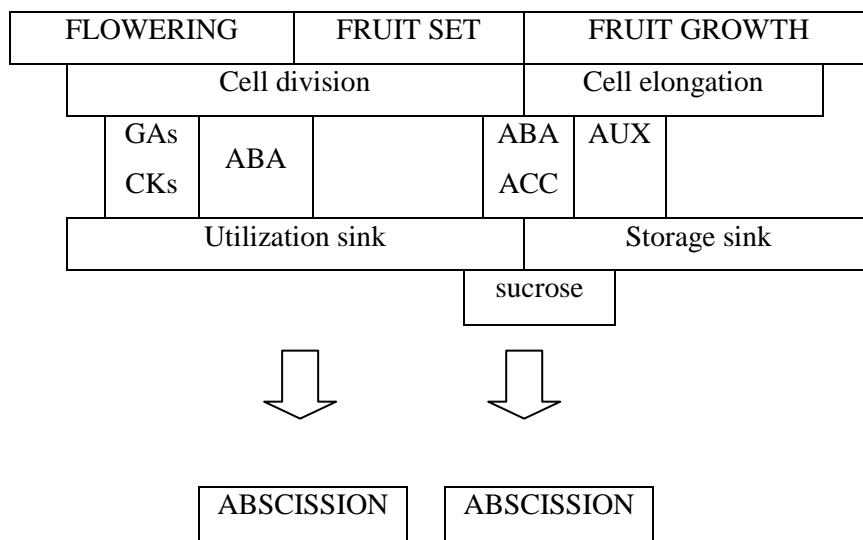 FLOWERING FRUIT SET FRUIT GROWTH
Cell division Cell elongation
GAs ABA ABA AUX
CKs ACC
Utilization sink Storage sink
sucrose
ABSCISSION ABSCISSION